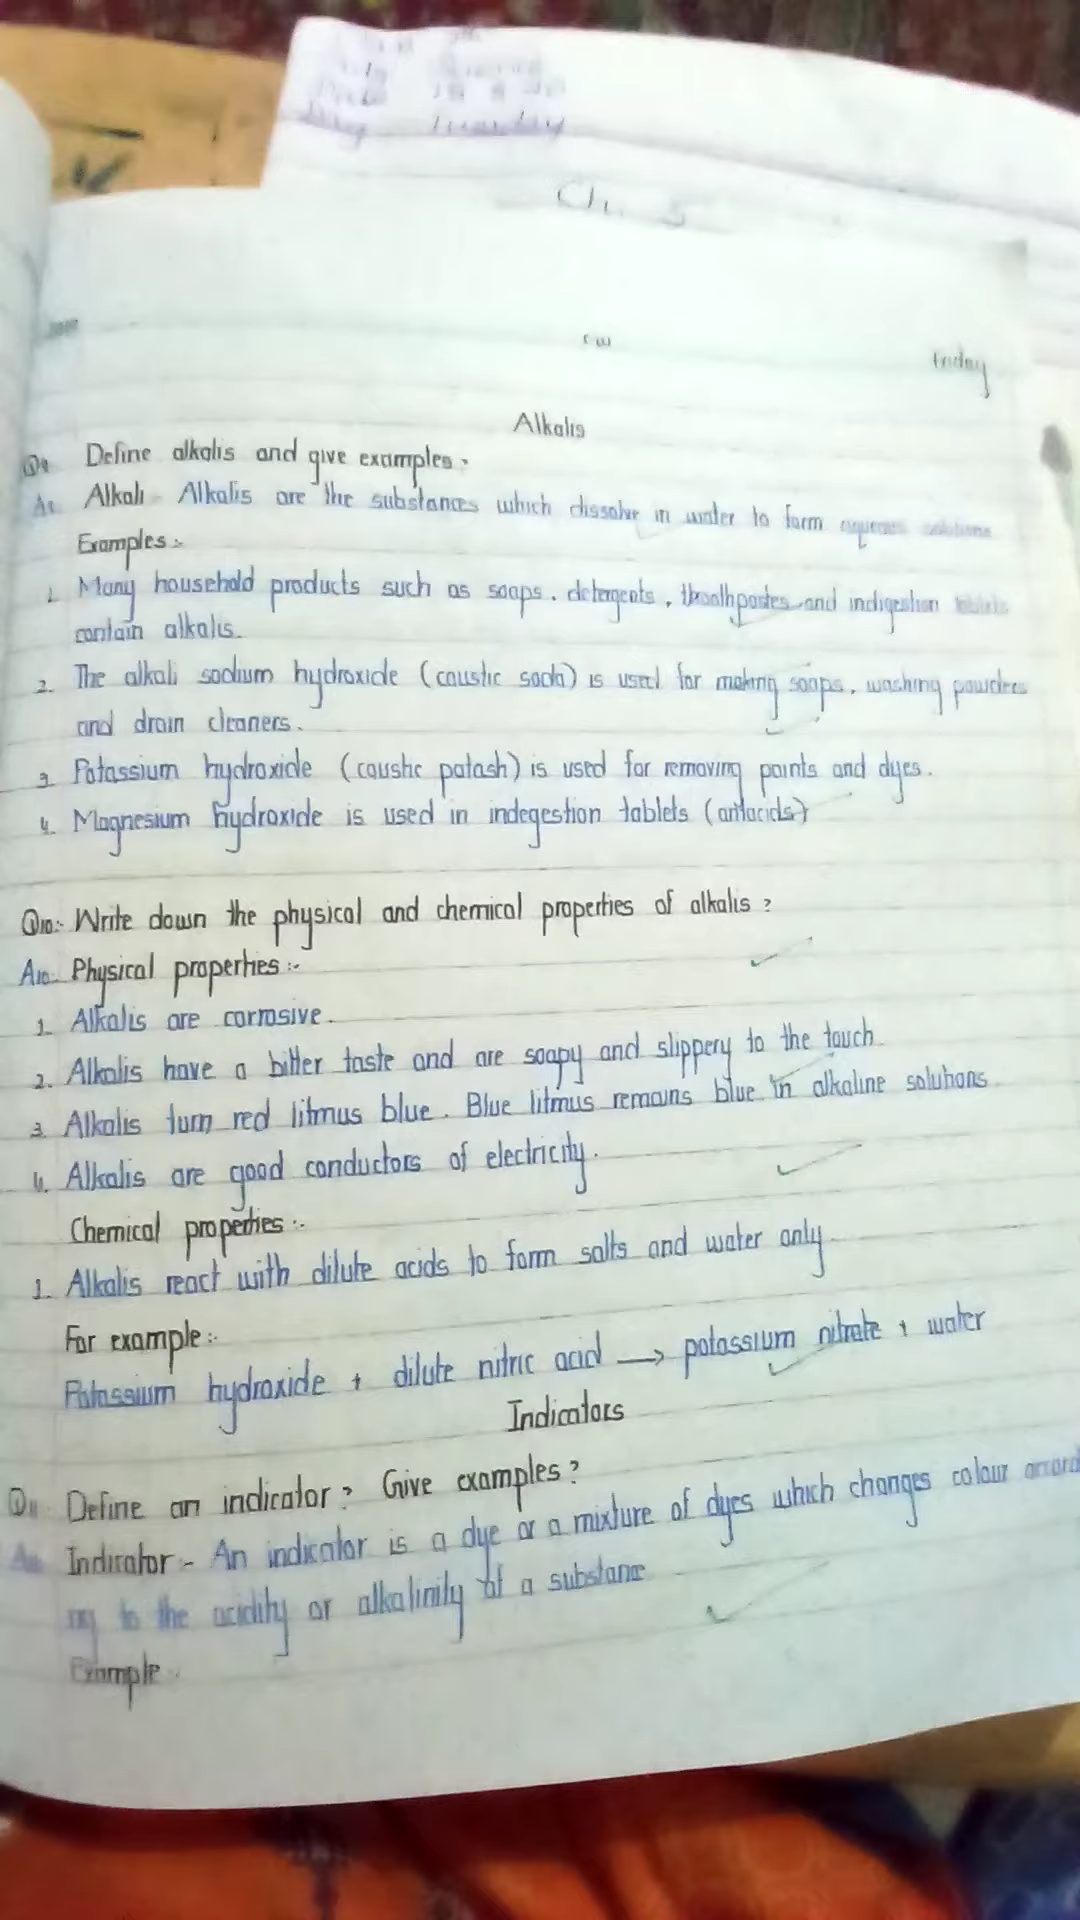 Tuesday
Ch. 5
CW
Friday
Alkalis
Define alkalis and give examples:
Alkali - Alkalis are the substances which dissolve in water to form aqueous solutions
Examples :-
1. Many household products such as soaps, detergents, toothpastes and indigestion tablets
contain alkalis.
2. The alkali sodium hydroxide (caustic soda) is used for making soaps, washing powders
and drain cleaners.
3. Potassium hydroxide (caustic potash) is used for removing paints and dyes.
4. Magnesium hydroxide is used in indegestion tablets (antacids)
Q10:- Write down the physical and chemical properties of alkalis ?
A10:- Physical properties :-
1. Alkalis are corrosive.
2. Alkalis have a bitter taste and are soapy and slippery to the touch.
3. Alkalis turn red litmus blue. Blue litmus remains blue in alkaline solutions.
4. Alkalis are good conductors of electricity.
Chemical properties :-
1. Alkalis react with dilute acids to form salts and water only.
For example :-
Potassium hydroxide + dilute nitric acid → potassium nitrate + water
Indicators
Q11 Define an indicator? Give examples?
Indicator :- An indicator is a dye or a mixture of dyes which changes colour accord
ing to the acidity or alkalinity of a substance
Example :-